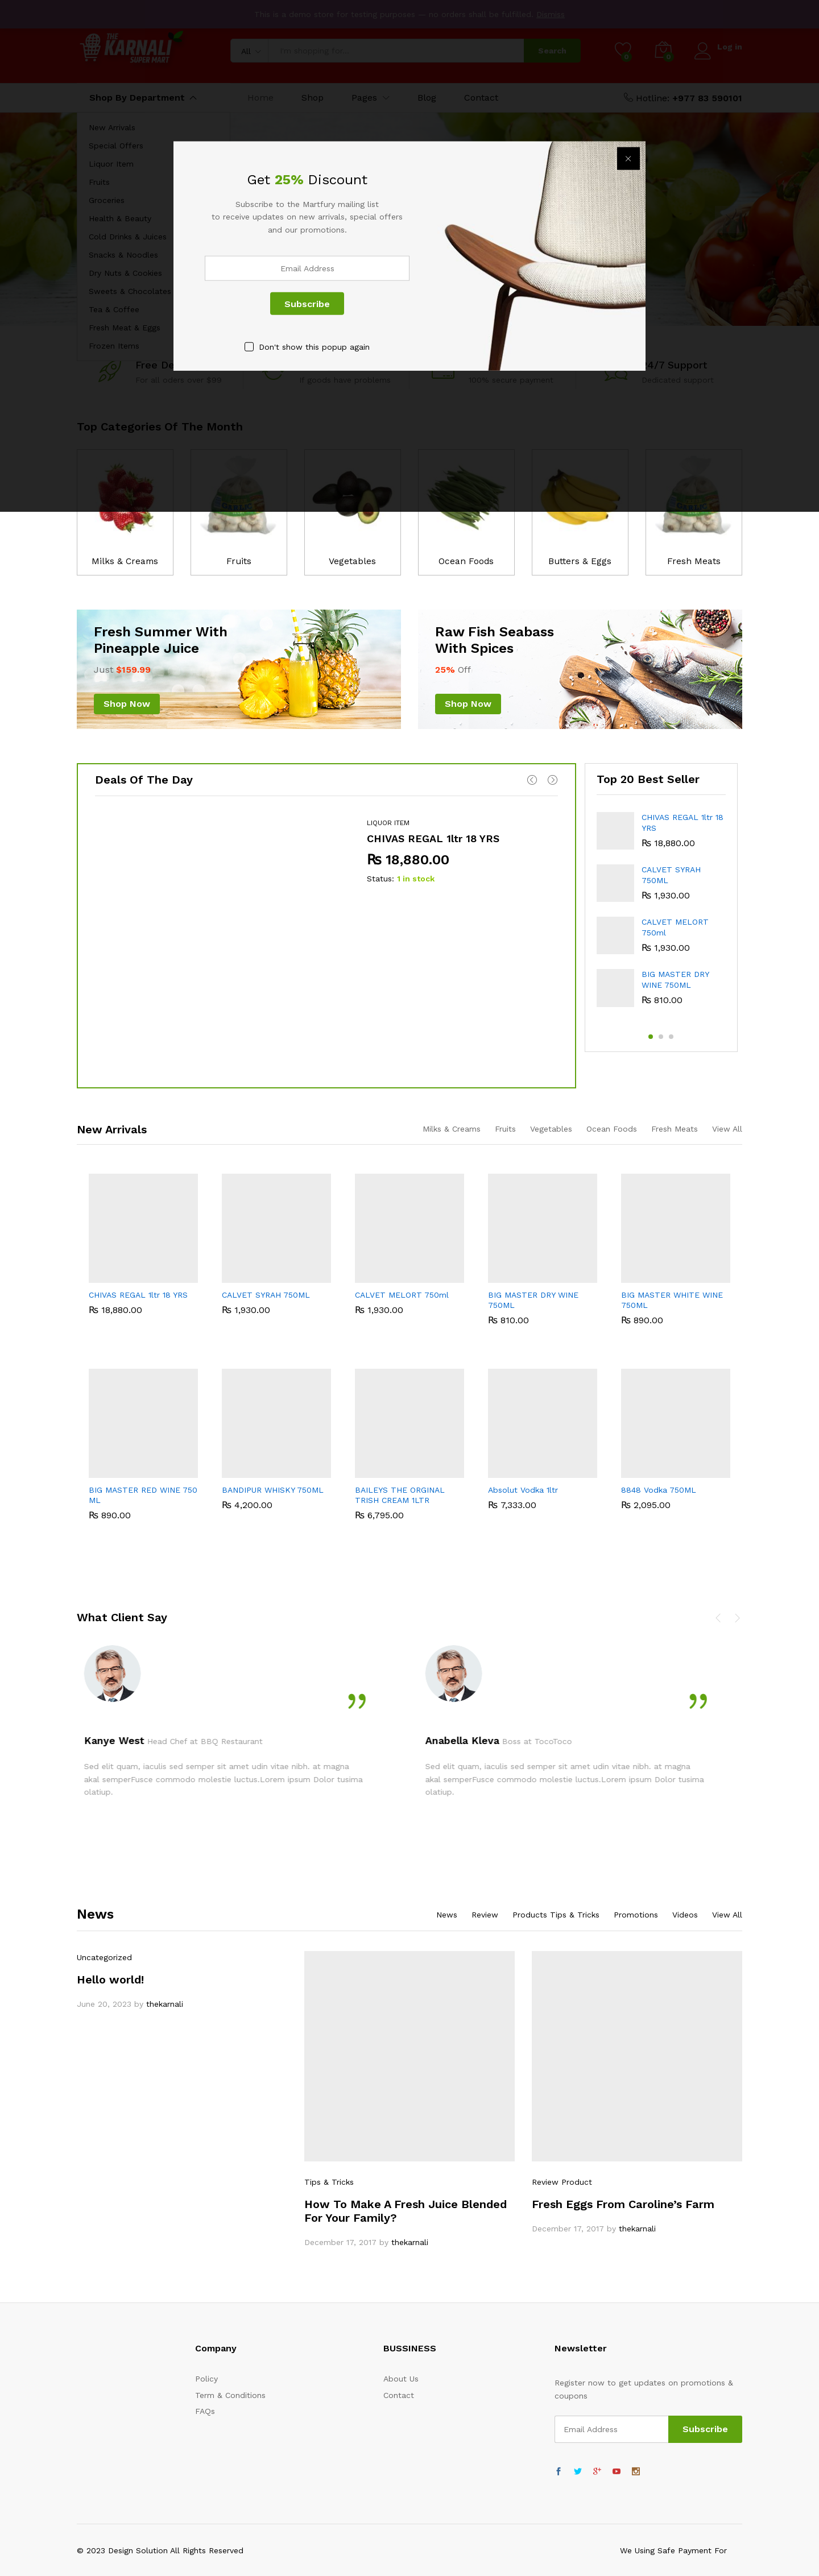 This is a demo store for testing purposes — no orders shall be fulfilled. Dismiss
THE
KARNALI
SUPER MART
All
I'm shopping for...
Search
0
0
Log in
Shop By Department
Home
Shop
Pages
Blog
Contact
Hotline: +977 83 590101
New Arrivals
Special Offers
Liquor Item
Fruits
Groceries
Health & Beauty
Cold Drinks & Juices
Snacks & Noodles
Dry Nuts & Cookies
Sweets & Chocolates
Tea & Coffee
Fresh Meat & Eggs
Frozen Items
Get 25% Discount
Subscribe to the Martfury mailing list
to receive updates on new arrivals, special offers
and our promotions.
Email Address
Subscribe
Don't show this popup again
Free De
For all oders over $99
If goods have problems
100% secure payment
24/7 Support
Dedicated support
Top Categories Of The Month
Milks & Creams
Fruits
Vegetables
Ocean Foods
Butters & Eggs
Fresh Meats
Fresh Summer With
Pineapple Juice
Just $159.99
Shop Now
Raw Fish Seabass
With Spices
25% Off
Shop Now
Deals Of The Day
LIQUOR ITEM
CHIVAS REGAL 1ltr 18 YRS
₨ 18,880.00
Status: 1 in stock
Top 20 Best Seller
CHIVAS REGAL 1ltr 18
YRS
₨ 18,880.00
CALVET SYRAH
750ML
₨ 1,930.00
CALVET MELORT
750ml
₨ 1,930.00
BIG MASTER DRY
WINE 750ML
₨ 810.00
New Arrivals
Milks & Creams
Fruits
Vegetables
Ocean Foods
Fresh Meats
View All
CHIVAS REGAL 1ltr 18 YRS
₨ 18,880.00
CALVET SYRAH 750ML
₨ 1,930.00
CALVET MELORT 750ml
₨ 1,930.00
BIG MASTER DRY WINE
750ML
₨ 810.00
BIG MASTER WHITE WINE
750ML
₨ 890.00
BIG MASTER RED WINE 750
ML
₨ 890.00
BANDIPUR WHISKY 750ML
₨ 4,200.00
BAILEYS THE ORGINAL
TRISH CREAM 1LTR
₨ 6,795.00
Absolut Vodka 1ltr
₨ 7,333.00
8848 Vodka 750ML
₨ 2,095.00
What Client Say
Kanye West Head Chef at BBQ Restaurant
Sed elit quam, iaculis sed semper sit amet udin vitae nibh. at magna
akal semperFusce commodo molestie luctus.Lorem ipsum Dolor tusima
olatiup.
Anabella Kleva Boss at TocoToco
Sed elit quam, iaculis sed semper sit amet udin vitae nibh. at magna
akal semperFusce commodo molestie luctus.Lorem ipsum Dolor tusima
olatiup.
News
News
Review
Products Tips & Tricks
Promotions
Videos
View All
Uncategorized
Hello world!
June 20, 2023 by thekarnali
Tips & Tricks
How To Make A Fresh Juice Blended
For Your Family?
December 17, 2017 by thekarnali
Review Product
Fresh Eggs From Caroline’s Farm
December 17, 2017 by thekarnali
Company
Policy
Term & Conditions
FAQs
BUSSINESS
About Us
Contact
Newsletter
Register now to get updates on promotions &
coupons
Email Address
Subscribe
© 2023 Design Solution All Rights Reserved
We Using Safe Payment For